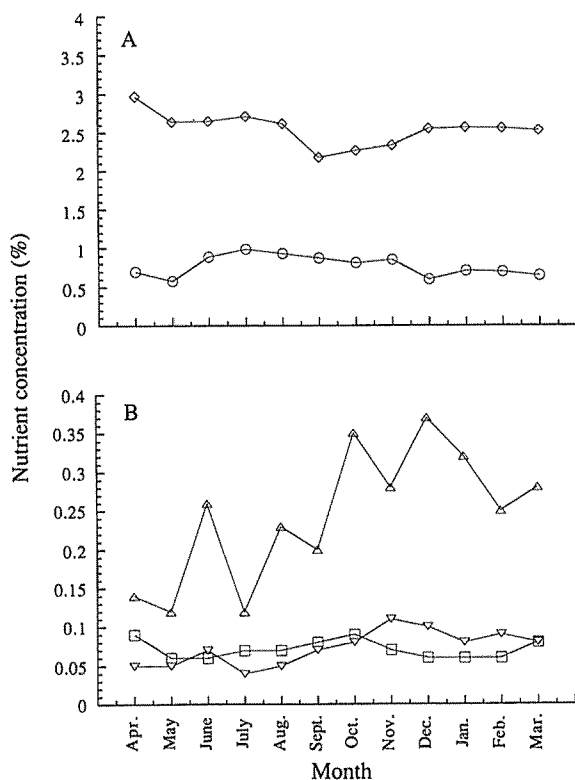 Nutrient concentration (%)
A
4
3.5
3
2.5
2
1.5
1
0.5
0
B
0.4
0.35
0.3
0.25
0.2
0.15
0.1
0.05
0
Apr.
May
June
July
Aug.
Sept.
Oct.
Nov.
Dec.
Jan.
Feb.
Mar.
Month